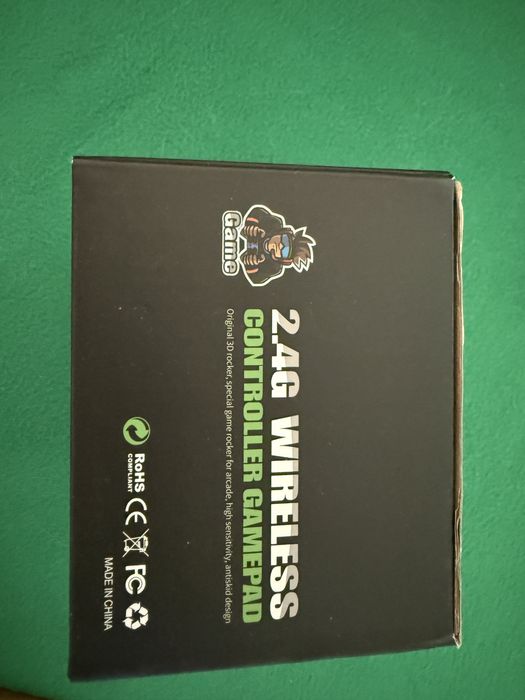 Game
2.4G WIRELESS
CONTROLLER GAMEPAD
Original 3D rocker, special game rocker for arcade, high sensitivity, antiskid design
RoHS
COMPLIANT
CE
FC
MADE IN CHINA